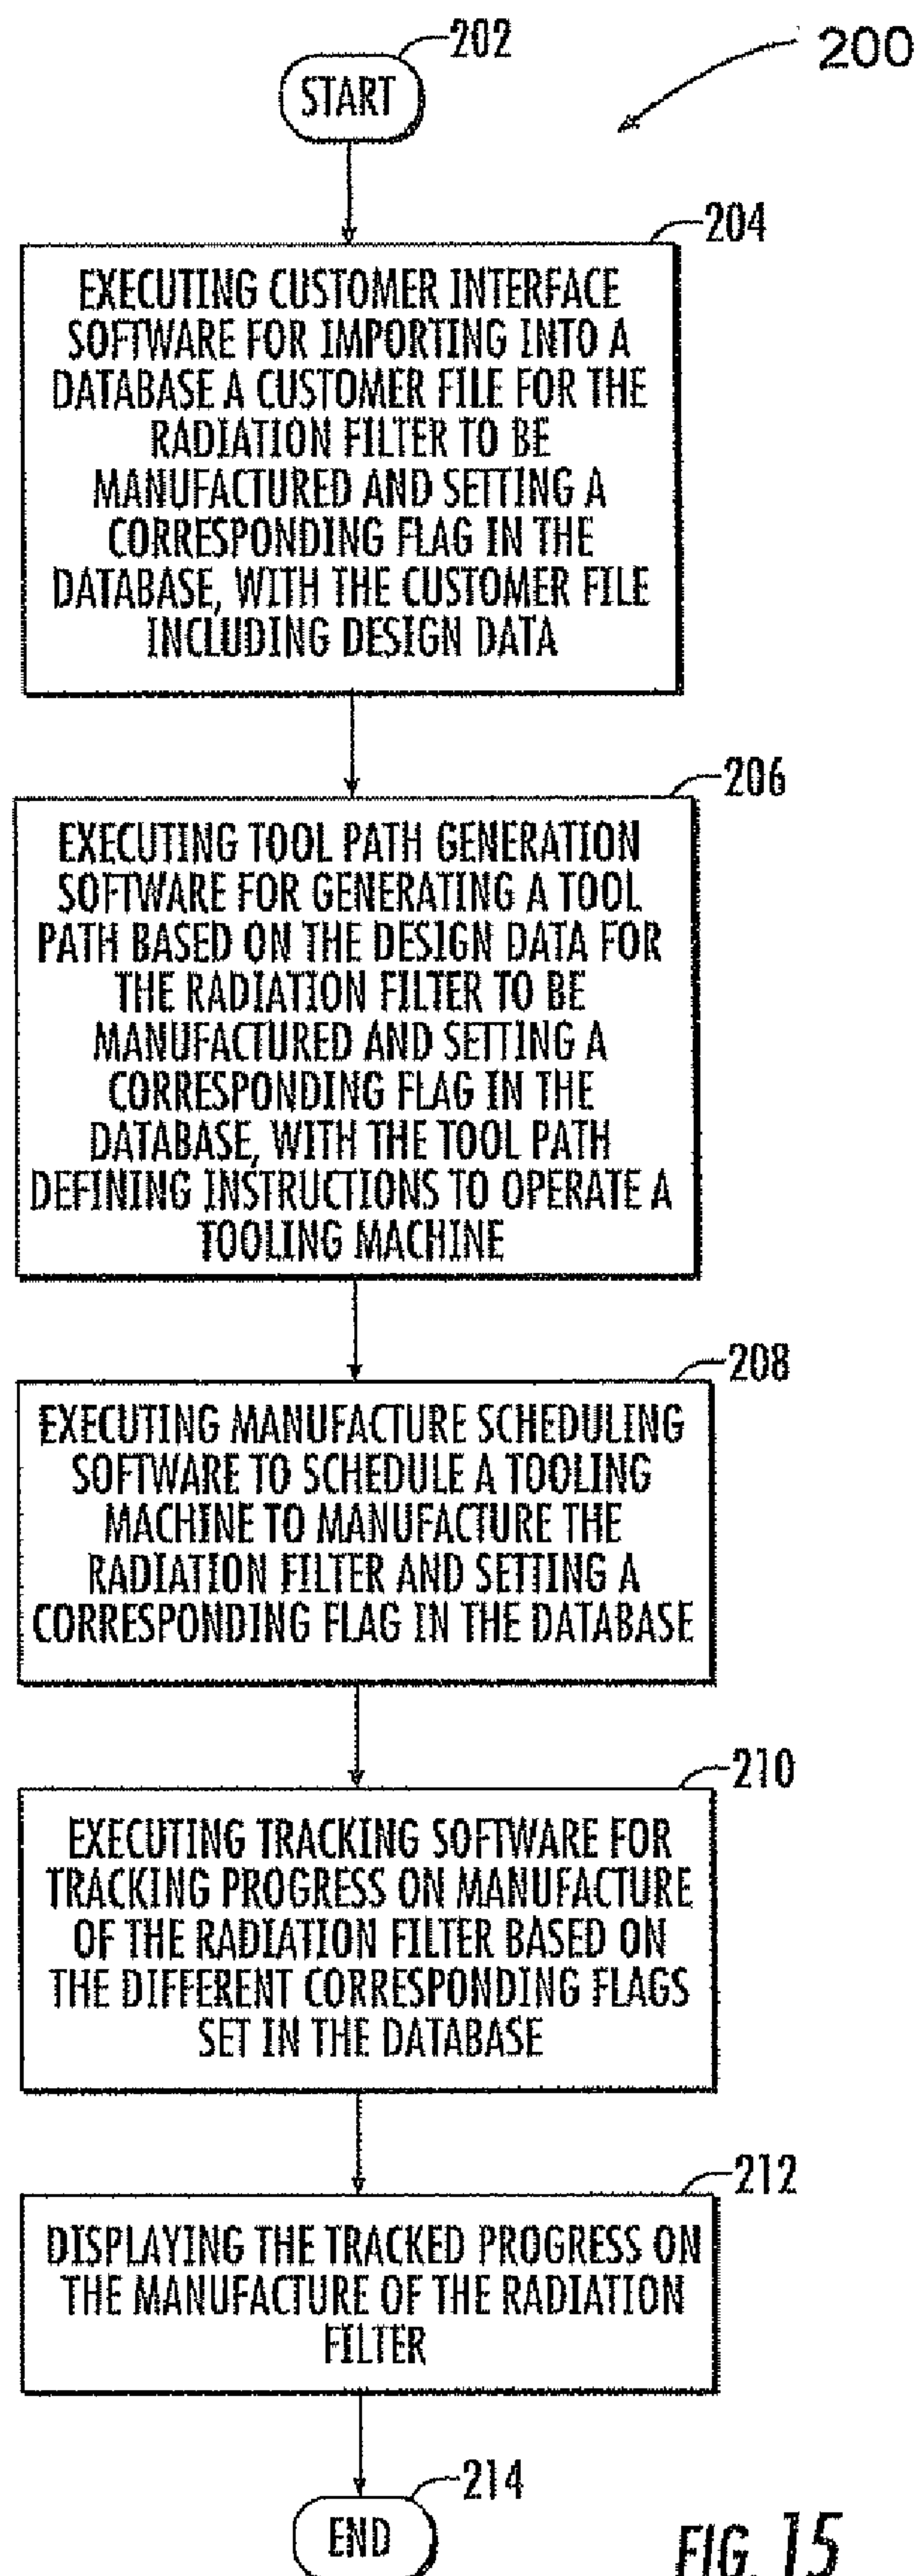 202
200
START
204
EXECUTING CUSTOMER INTERFACE
SOFTWARE FOR IMPORTING INTO A
DATABASE A CUSTOMER FILE FOR THE
RADIATION FILTER TO BE
MANUFACTURED AND SETTING A
CORRESPONDING FLAG IN THE
DATABASE, WITH THE CUSTOMER FILE
INCLUDING DESIGN DATA
206
EXECUTING TOOL PATH GENERATION
SOFTWARE FOR GENERATING A TOOL
PATH BASED ON THE DESIGN DATA FOR
THE RADIATION FILTER TO BE
MANUFACTURED AND SETTING A
CORRESPONDING FLAG IN THE
DATABASE, WITH THE TOOL PATH
DEFINING INSTRUCTIONS TO OPERATE A
TOOLING MACHINE
208
EXECUTING MANUFACTURE SCHEDULING
SOFTWARE TO SCHEDULE A TOOLING
MACHINE TO MANUFACTURE THE
RADIATION FILTER AND SETTING A
CORRESPONDING FLAG IN THE DATABASE
210
EXECUTING TRACKING SOFTWARE FOR
TRACKING PROGRESS ON MANUFACTURE
OF THE RADIATION FILTER BASED ON
THE DIFFERENT CORRESPONDING FLAGS
SET IN THE DATABASE
212
DISPLAYING THE TRACKED PROGRESS ON
THE MANUFACTURE OF THE RADIATION
FILTER
214
END
FIG. 15